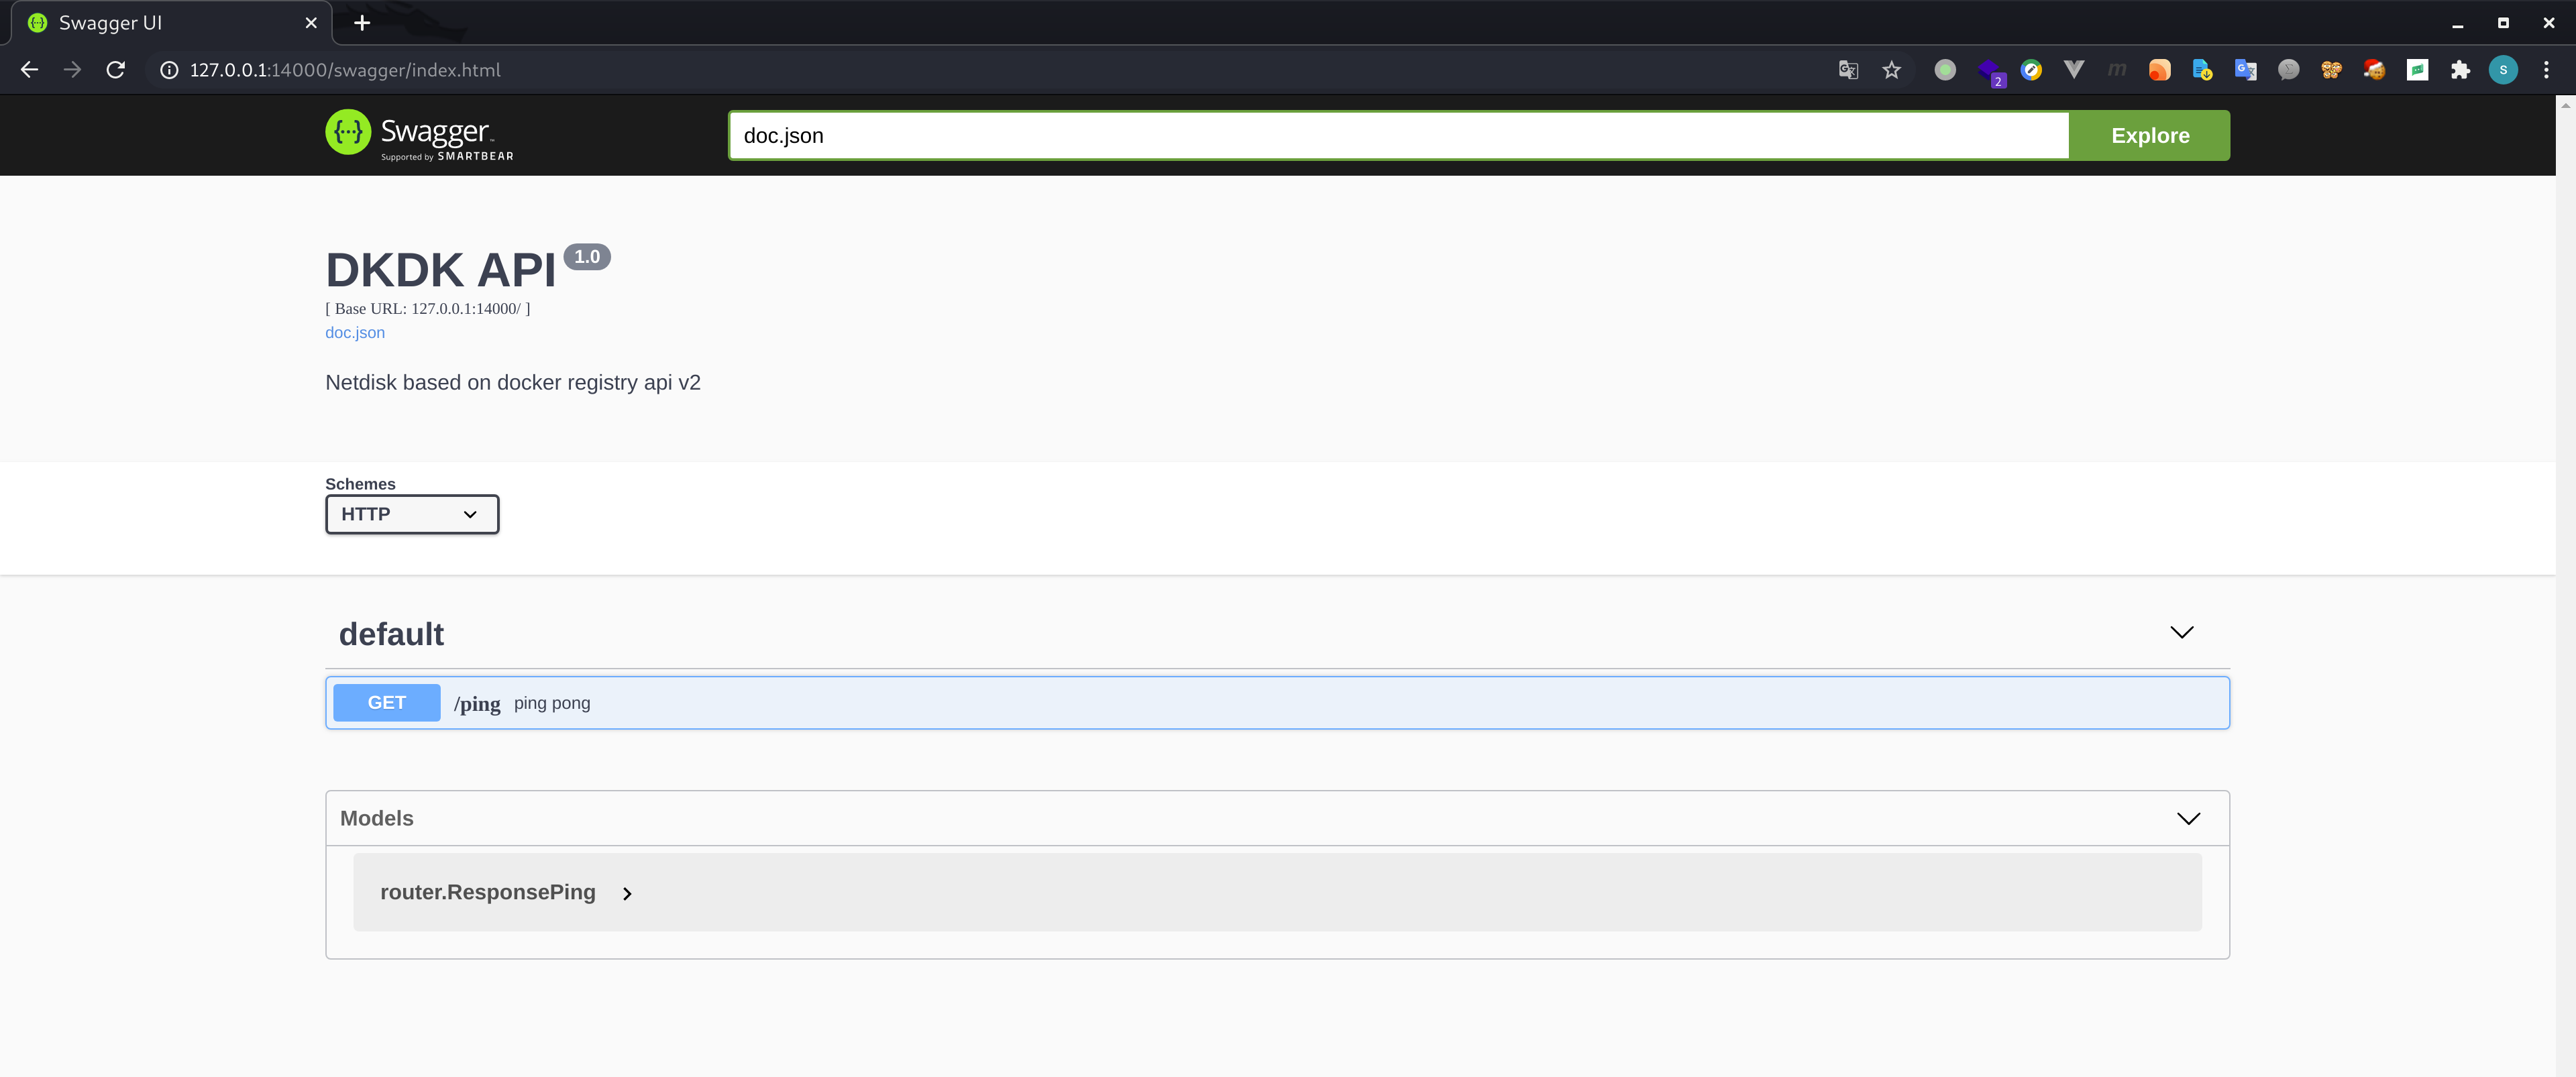 Swagger UI
127.0.0.1:14000/swagger/index.html
2
S
Swagger™
Supported by SMARTBEAR
doc.json
Explore
DKDK API 1.0
[ Base URL: 127.0.0.1:14000/ ]
doc.json
Netdisk based on docker registry api v2
Schemes
HTTP
default
GET /ping ping pong
Models
router.ResponsePing